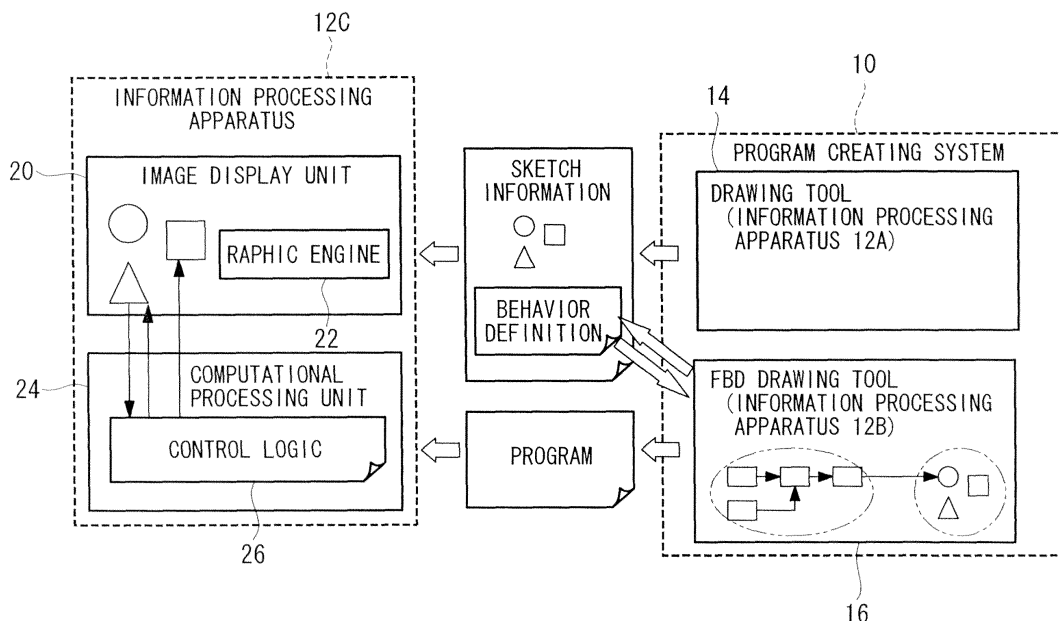 12C
INFORMATION PROCESSING
APPARATUS
20
IMAGE DISPLAY UNIT
RAPHIC ENGINE
22
24
COMPUTATIONAL
PROCESSING UNIT
CONTROL LOGIC
26
SKETCH
INFORMATION
BEHAVIOR
DEFINITION
PROGRAM
10
14
PROGRAM CREATING SYSTEM
DRAWING TOOL
(INFORMATION PROCESSING
APPARATUS 12A)
FBD DRAWING TOOL
(INFORMATION PROCESSING
APPARATUS 12B)
16